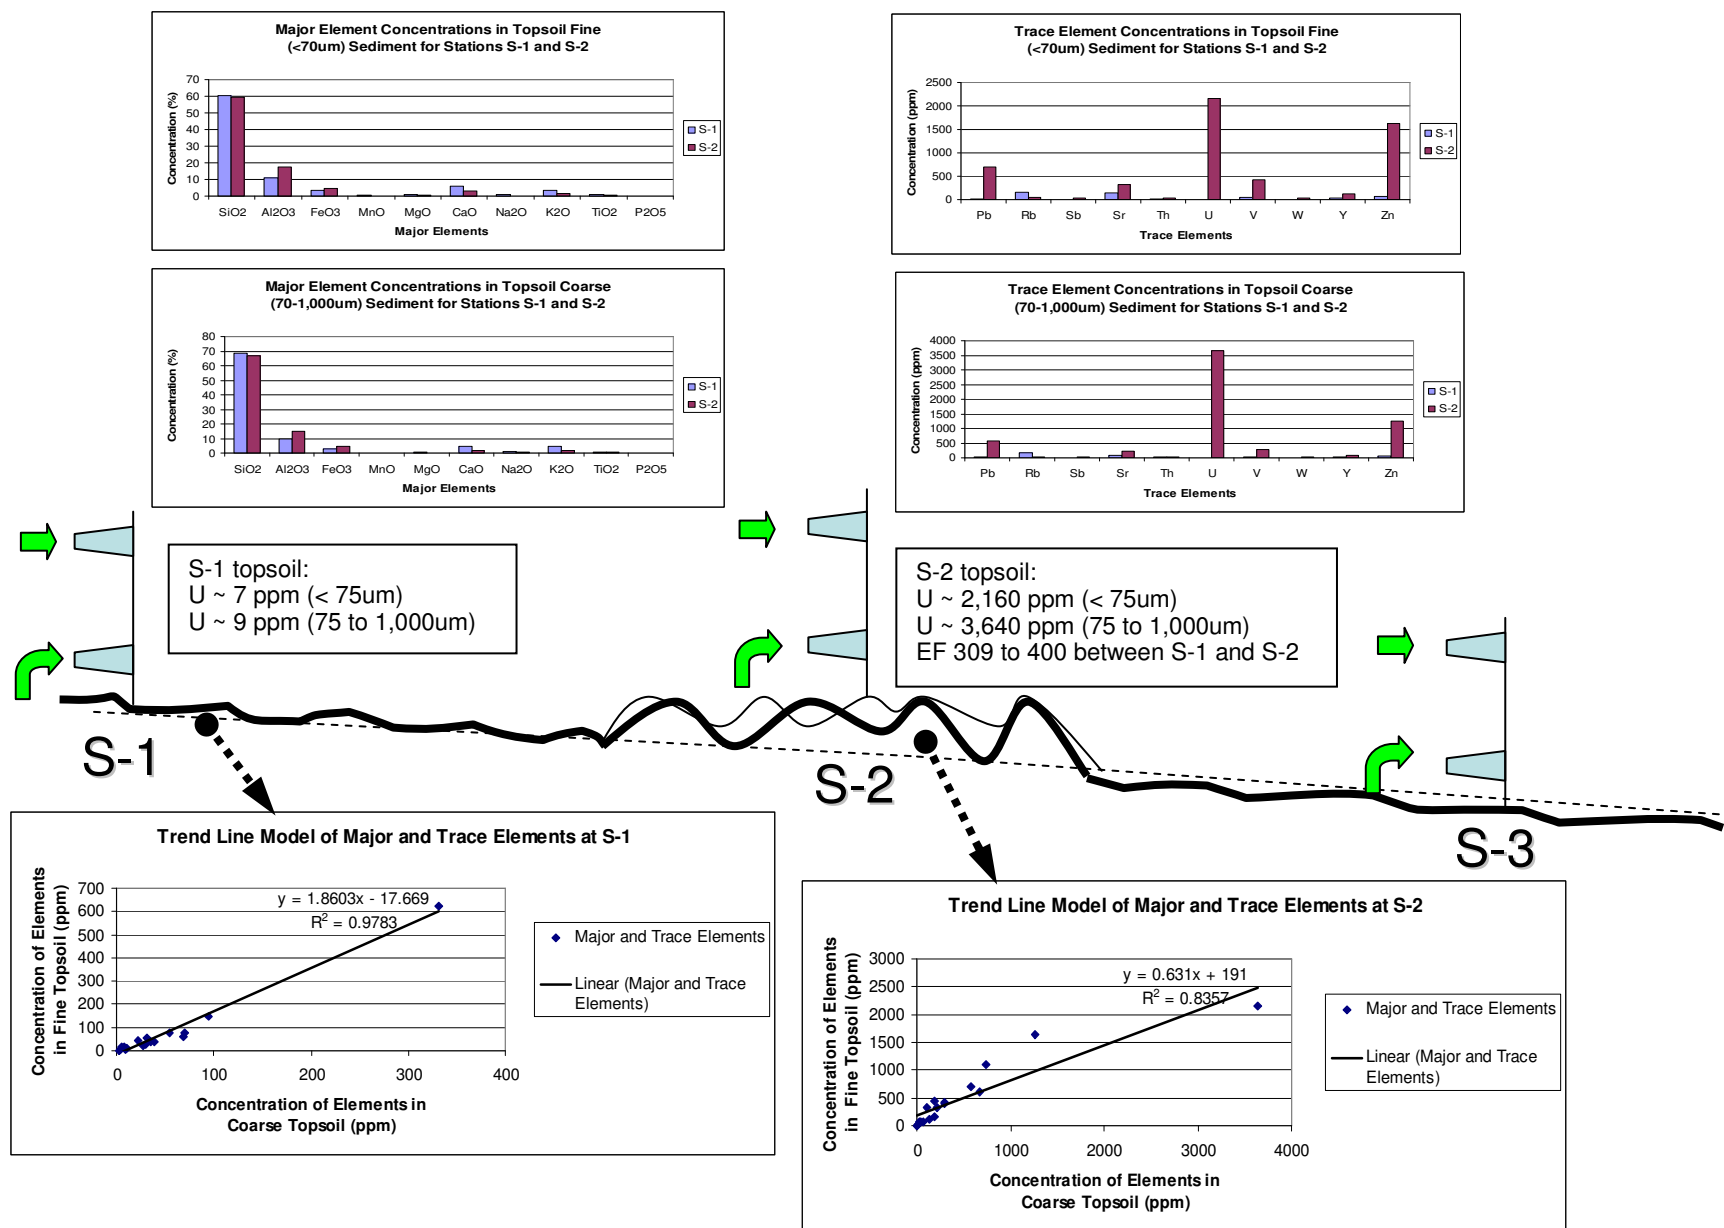 Major Element Concentrations in Topsoil Fine
(<70um) Sediment for Stations S-1 and S-2
Concentration (%)
70
60
50
40
30
20
10
0
SiO2 Al2O3 FeO3 MnO MgO CaO Na2O K2O TiO2 P2O5
Major Elements
S-1
S-2
Trace Element Concentrations in Topsoil Fine
(<70um) Sediment for Stations S-1 and S-2
Concentration (ppm)
2500
2000
1500
1000
500
0
Pb Rb Sb Sr Th U V W Y Zn
Trace Elements
S-1
S-2
Major Element Concentrations in Topsoil Coarse
(70-1,000um) Sediment for Stations S-1 and S-2
Concentration (%)
80
70
60
50
40
30
20
10
0
SiO2 Al2O3 FeO3 MnO MgO CaO Na2O K2O TiO2 P2O5
Major Elements
S-1
S-2
Trace Element Concentrations in Topsoil Coarse
(70-1,000um) Sediment for Stations S-1 and S-2
Concentration (ppm)
4000
3500
3000
2500
2000
1500
1000
500
0
Pb Rb Sb Sr Th U V W Y Zn
Trace Elements
S-1
S-2
S-1 topsoil:
U ~ 7 ppm (< 75um)
U ~ 9 ppm (75 to 1,000um)
S-2 topsoil:
U ~ 2,160 ppm (< 75um)
U ~ 3,640 ppm (75 to 1,000um)
EF 309 to 400 between S-1 and S-2
S-1
S-2
S-3
Trend Line Model of Major and Trace Elements at S-1
Concentration of Elements
in Fine Topsoil (ppm)
700
600
500
400
300
200
100
0
y = 1.8603x - 17.669
R² = 0.9783
0 100 200 300 400
Concentration of Elements in
Coarse Topsoil (ppm)
Major and Trace Elements
Linear (Major and Trace
Elements)
Trend Line Model of Major and Trace Elements at S-2
Concentration of Elements
in Fine Topsoil (ppm)
3000
2500
2000
1500
1000
500
0
y = 0.631x + 191
R² = 0.8357
0 1000 2000 3000 4000
Concentration of Elements in
Coarse Topsoil (ppm)
Major and Trace Elements
Linear (Major and Trace
Elements)